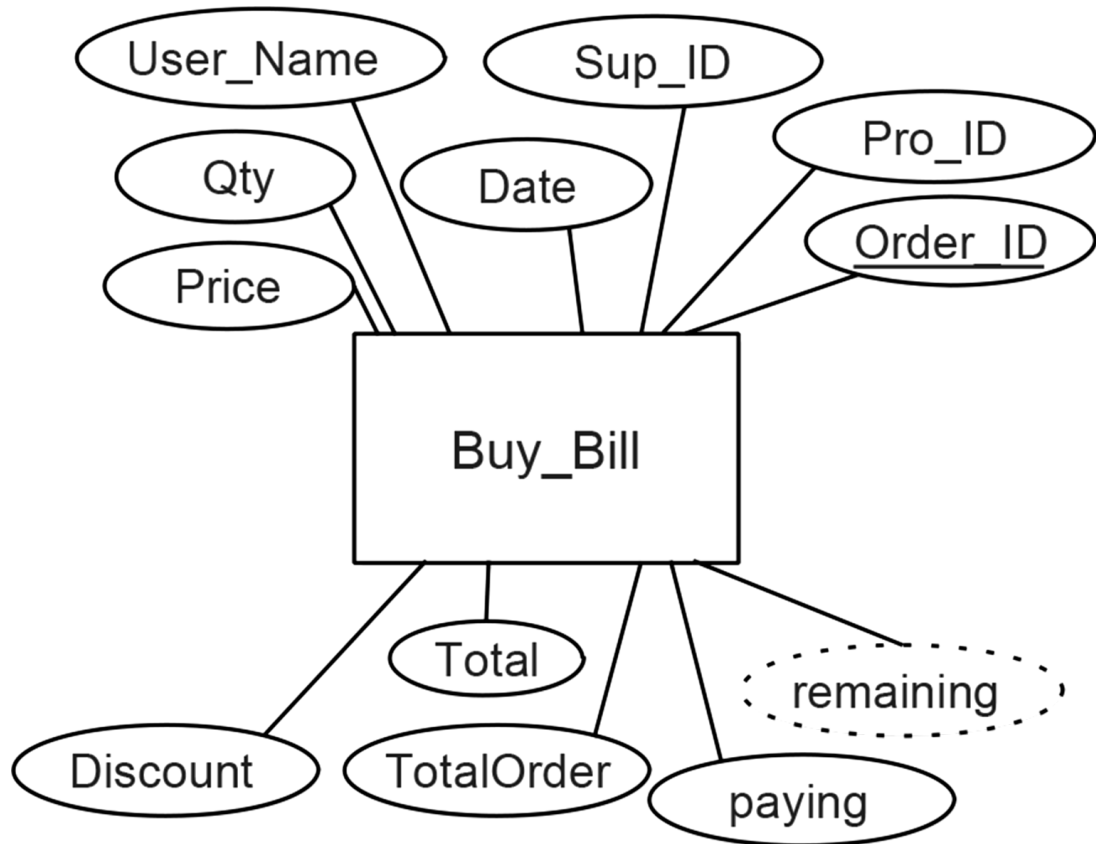 User_Name
Sup_ID
Pro_ID
Qty
Date
Order_ID
Price
Buy_Bill
Total
remaining
Discount
TotalOrder
paying